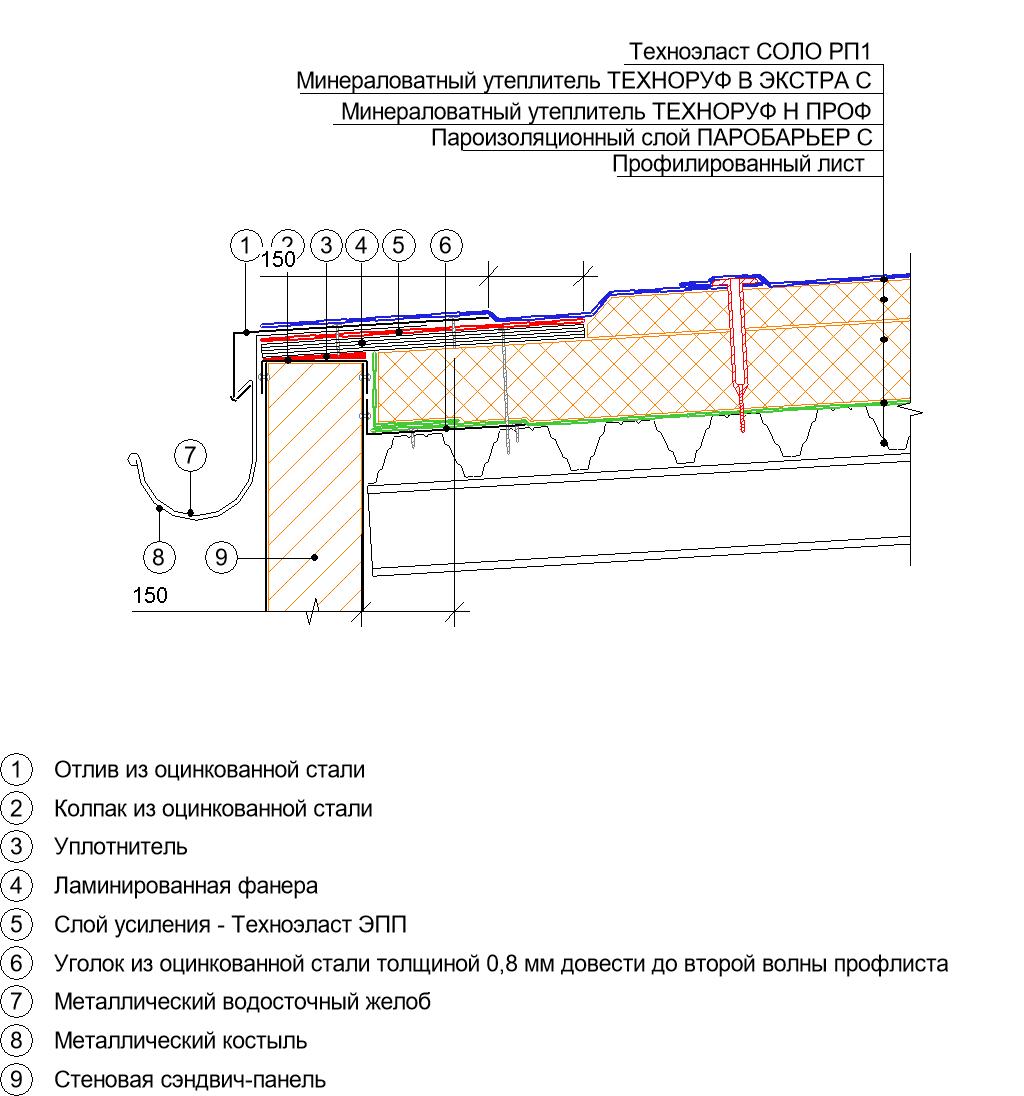 Техноэласт СОЛО РП1
Минераловатный утеплитель ТЕХНОРУФ В ЭКСТРА С
Минераловатный утеплитель ТЕХНОРУФ Н ПРОФ
Пароизоляционный слой ПАРОБАРЬЕР С
Профилированный лист
1 2 3 4 5 6
150
7
8 9
150
1 Отлив из оцинкованной стали
2 Колпак из оцинкованной стали
3 Уплотнитель
4 Ламинированная фанера
5 Слой усиления - Техноэласт ЭПП
6 Уголок из оцинкованной стали толщиной 0,8 мм довести до второй волны профлиста
7 Металлический водосточный желоб
8 Металлический костыль
9 Стеновая сэндвич-панель